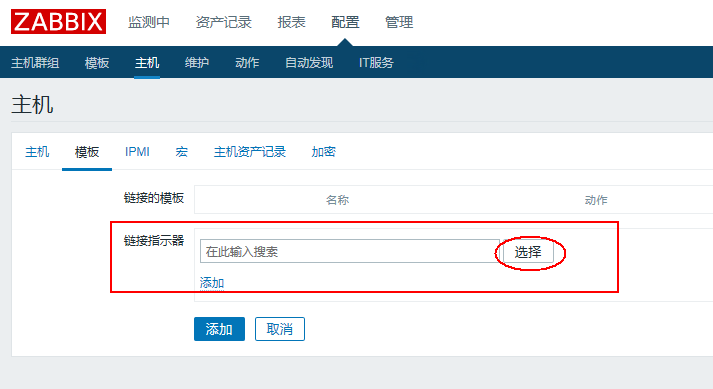 ZABBIX 监测中 资产记录 报表 配置 管理
主机群组 模板 主机 维护 动作 自动发现 IT服务
主机
主机 模板 IPMI 宏 主机资产记录 加密
链接的模板 名称 动作
链接指示器
在此输入搜索 选择
添加
添加 取消